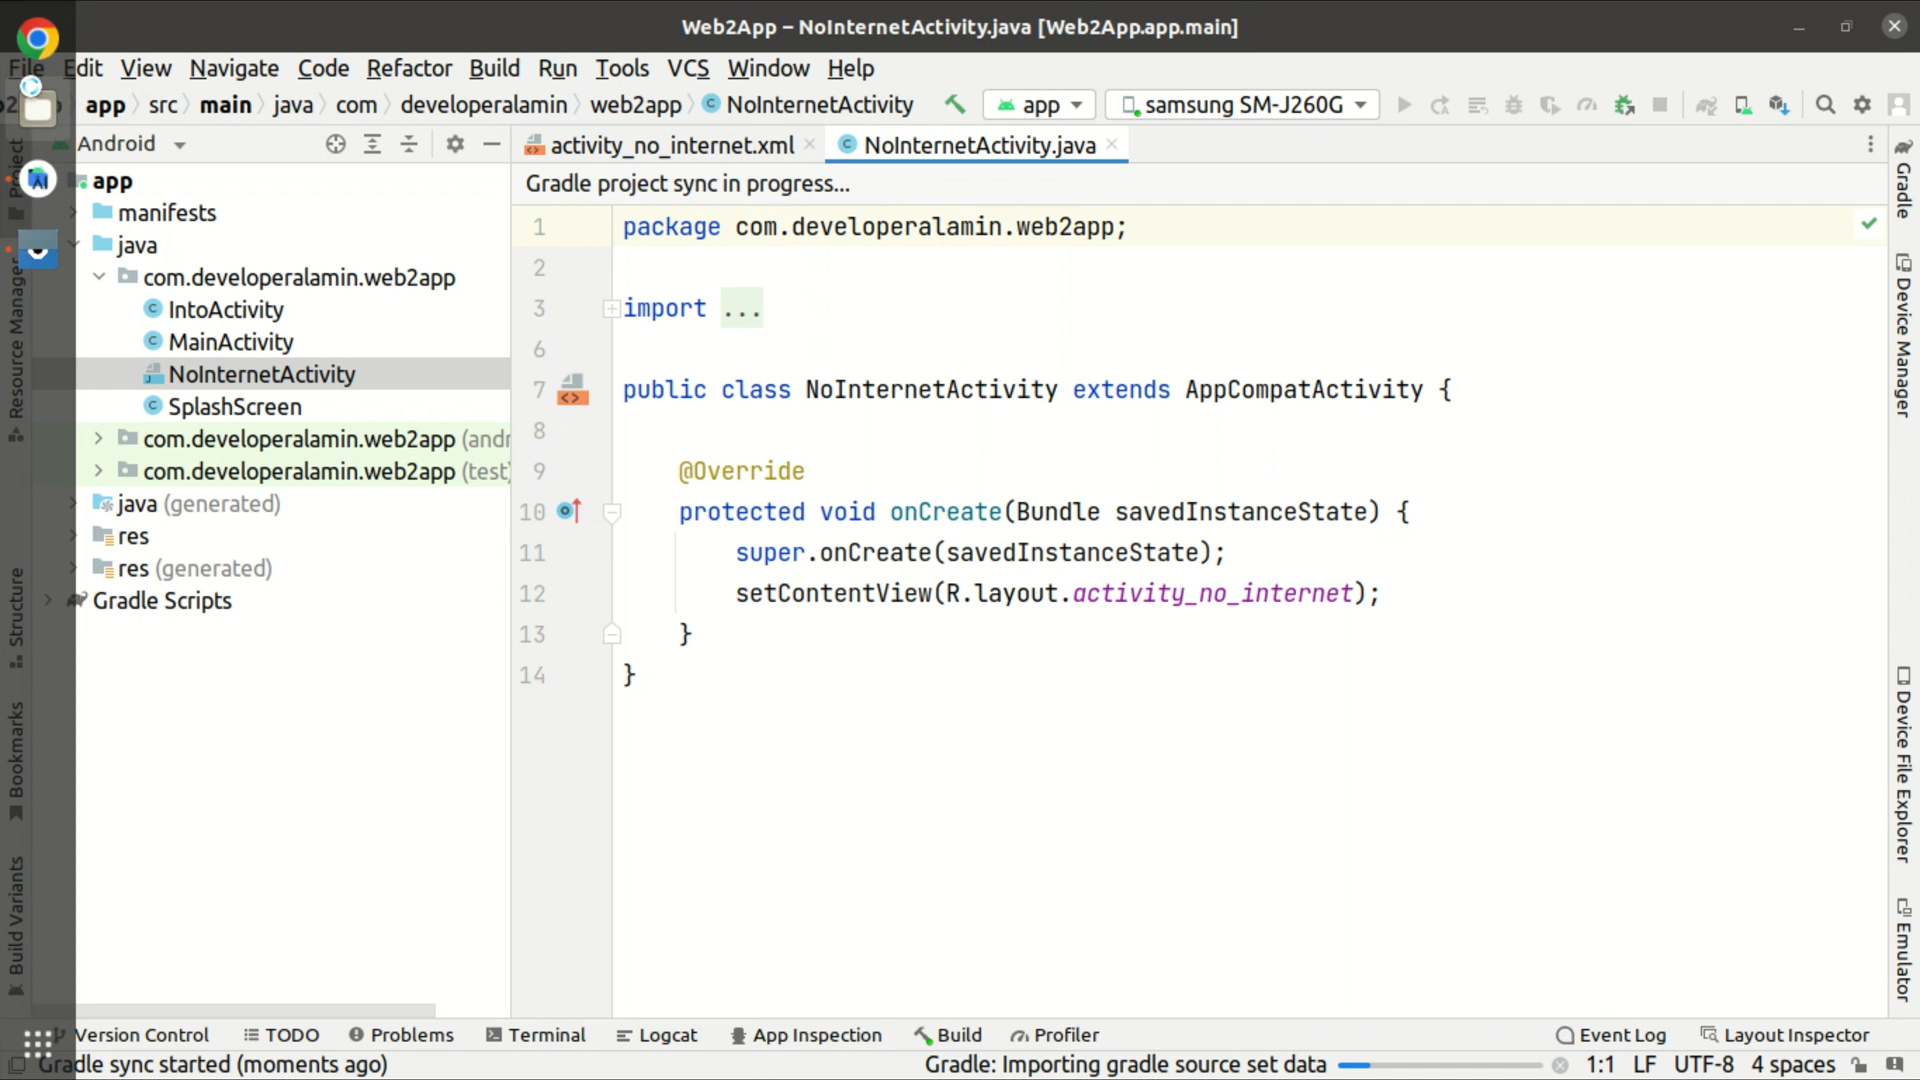 Web2App – NoInternetActivity.java [Web2App.app.main]
File Edit View Navigate Code Refactor Build Run Tools VCS Window Help
app src main java com developeralamin web2app NoInternetActivity app samsung SM-J260G
Android
activity_no_internet.xml NoInternetActivity.java
Gradle project sync in progress...
app
manifests
java
com.developeralamin.web2app
IntoActivity
MainActivity
NoInternetActivity
SplashScreen
com.developeralamin.web2app (andr
com.developeralamin.web2app (test)
java (generated)
res
res (generated)
Gradle Scripts
1 package com.developeralamin.web2app;
2
3 import ...
6
7 public class NoInternetActivity extends AppCompatActivity {
8
9 @Override
10 protected void onCreate(Bundle savedInstanceState) {
11 super.onCreate(savedInstanceState);
12 setContentView(R.layout.activity_no_internet);
13 }
14 }
Project
Resource Manager
Structure
Bookmarks
Build Variants
Gradle
Device Manager
Device File Explorer
Emulator
Version Control TODO Problems Terminal Logcat App Inspection Build Profiler Event Log Layout Inspector
Gradle sync started (moments ago) Gradle: Importing gradle source set data 1:1 LF UTF-8 4 spaces